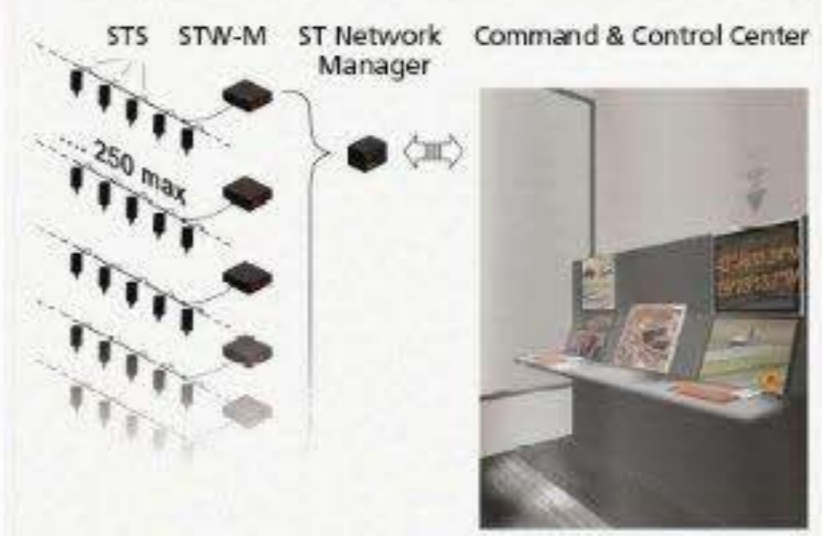 STS STW-M ST Network Manager Command & Control Center
.... 250 max